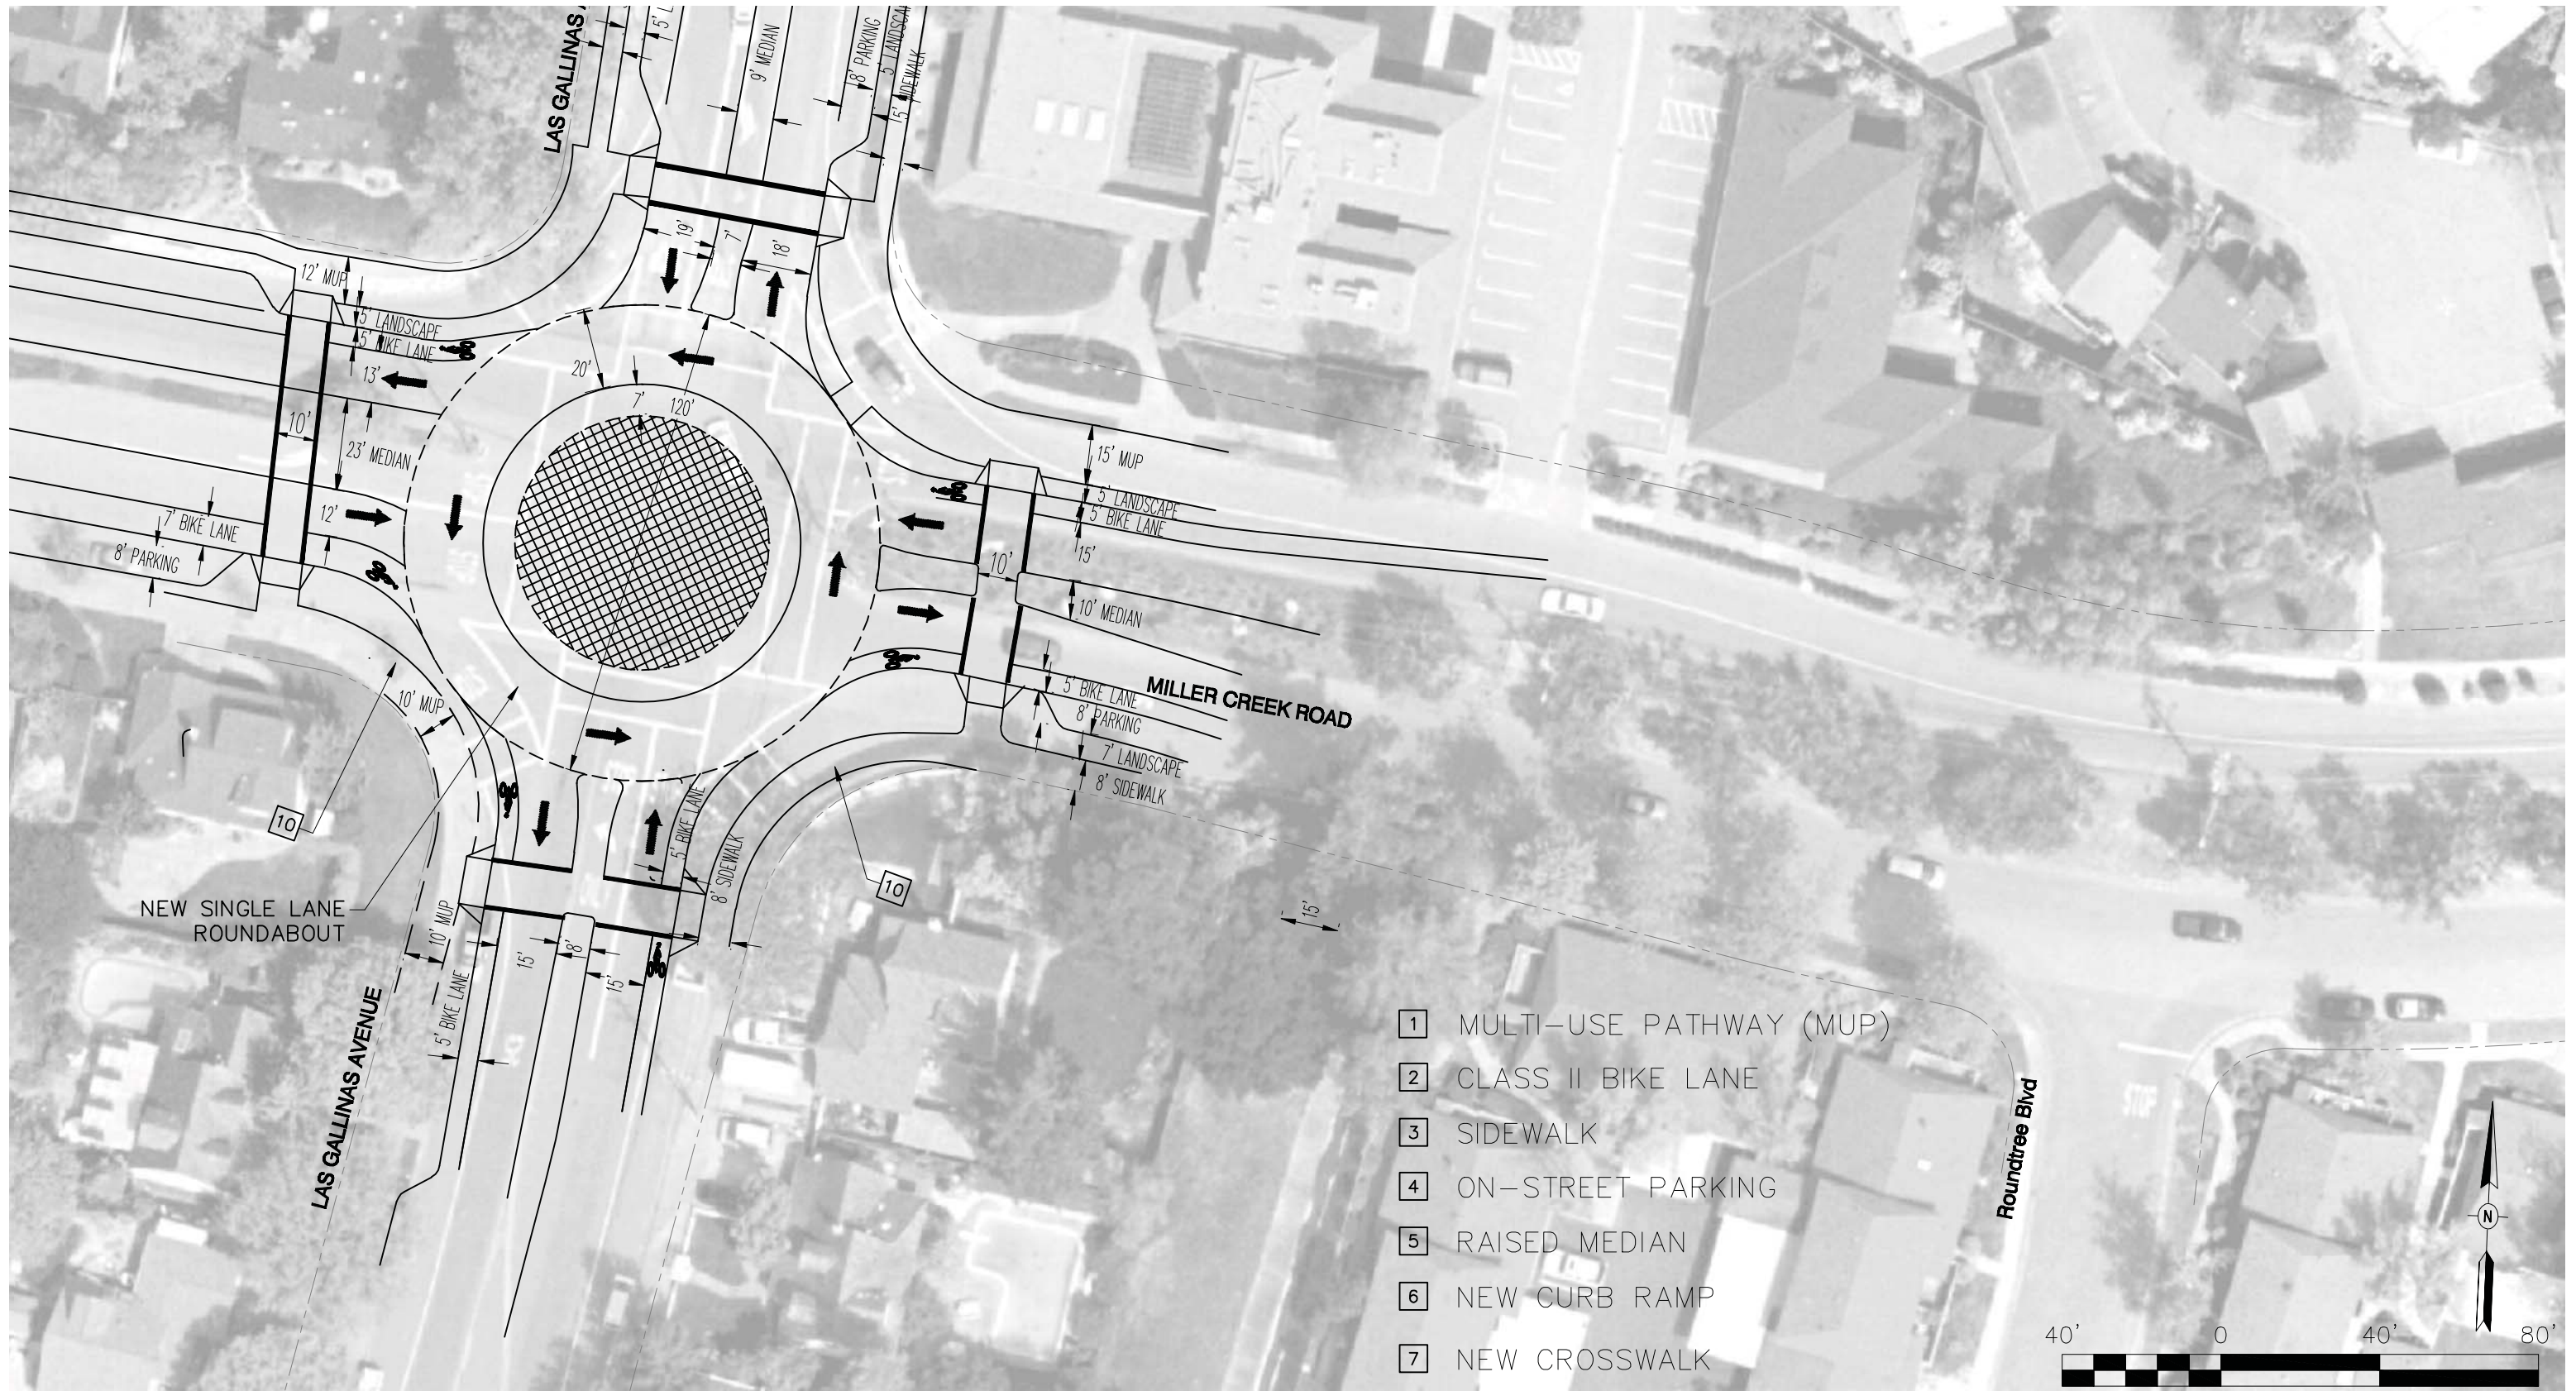 LAS GALLINAS
5' L
9' MEDIAN
8' PARKING
5' LANDSCA
5' SIDEWALK
19'
7'
18'
12' MUP
5' LANDSCAPE
5' BIKE LANE
13'
20'
7'
120'
10'
23' MEDIAN
12'
7' BIKE LANE
8' PARKING
15' MUP
5' LANDSCAPE
5' BIKE LANE
15'
10'
10' MEDIAN
5' BIKE LANE
MILLER CREEK ROAD
8' PARKING
7' LANDSCAPE
8' SIDEWALK
10' MUP
10
NEW SINGLE LANE
ROUNDABOUT
5' BIKE LANE
8' SIDEWALK
10
10' MUP
5' BIKE LANE
15'
18'
15'
15'
LAS GALLINAS AVENUE
STOP
Roundtree Blvd
1 MULTI-USE PATHWAY (MUP)
2 CLASS II BIKE LANE
3 SIDEWALK
4 ON-STREET PARKING
5 RAISED MEDIAN
6 NEW CURB RAMP
7 NEW CROSSWALK
N
40' 0 40' 80'